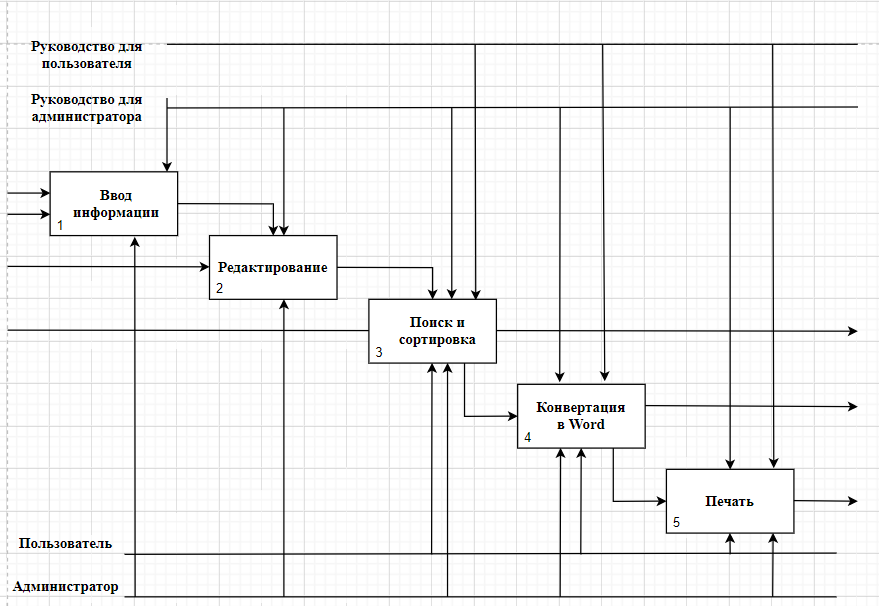 Руководство для
пользователя
Руководство для
администратора
Ввод
информации
1
Редактирование
2
Поиск и
сортировка
3
Конвертация
в Word
4
Печать
5
Пользователь
Администратор